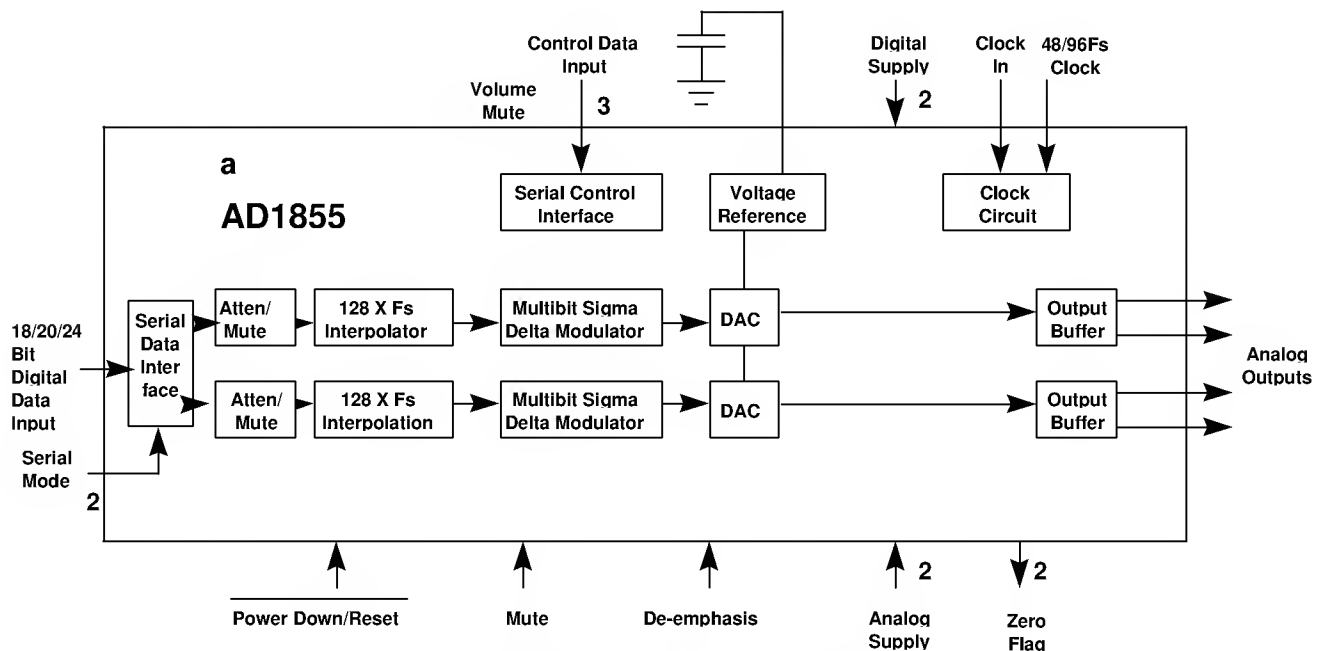 Control Data
Input
Digital
Supply
Clock
In
48/96Fs
Clock
Volume
Mute
3
2
a
AD1855
Serial Control
Interface
Voltage
Reference
Clock
Circuit
18/20/24
Bit
Digital
Data
Input
Serial
Data
Inter
face
Atten/
Mute
128 X Fs
Interpolator
Multibit Sigma
Delta Modulator
DAC
Output
Buffer
Analog
Outputs
Atten/
Mute
128 X Fs
Interpolation
Multibit Sigma
Delta Modulator
DAC
Output
Buffer
Serial
Mode
2
2
2
Power Down/Reset
Mute
De-emphasis
Analog
Supply
Zero
Flag